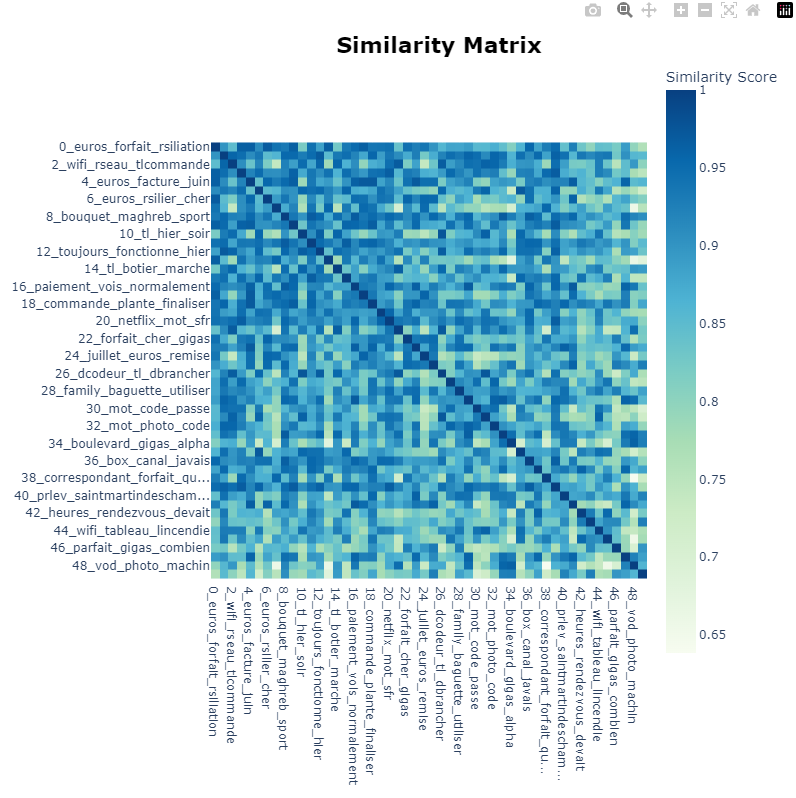 Similarity Matrix
Similarity Score
1
0.95
0.9
0.85
0.8
0.75
0.7
0.65
0_euros_forfait_rsiliation
2_wifi_rseau_tlcommande
4_euros_facture_juin
6_euros_rsilier_cher
8_bouquet_maghreb_sport
10_tl_hier_soir
12_toujours_fonctionne_hier
14_tl_botier_marche
16_paiement_vois_normalement
18_commande_plante_finaliser
20_netflix_mot_sfr
22_forfait_cher_gigas
24_juillet_euros_remise
26_dcodeur_tl_dbrancher
28_family_baguette_utiliser
30_mot_code_passe
32_mot_photo_code
34_boulevard_gigas_alpha
36_box_canal_javais
38_correspondant_forfait_qu...
40_prlev_saintmartindescham...
42_heures_rendezvous_devait
44_wifi_tableau_lincendie
46_parfait_gigas_combien
48_vod_photo_machin
0_euros_forfait_rsiliation
2_wifi_rseau_tlcommande
4_euros_facture_juin
6_euros_rsilier_cher
8_bouquet_maghreb_sport
10_tl_hier_soir
12_toujours_fonctionne_hier
14_tl_botier_marche
16_paiement_vois_normalement
18_commande_plante_finaliser
20_netflix_mot_sfr
22_forfait_cher_gigas
24_juillet_euros_remise
26_dcodeur_tl_dbrancher
28_family_baguette_utiliser
30_mot_code_passe
32_mot_photo_code
34_boulevard_gigas_alpha
36_box_canal_javais
38_correspondant_forfait_qu...
40_prlev_saintmartindescham...
42_heures_rendezvous_devait
44_wifi_tableau_lincendie
46_parfait_gigas_combien
48_vod_photo_machin